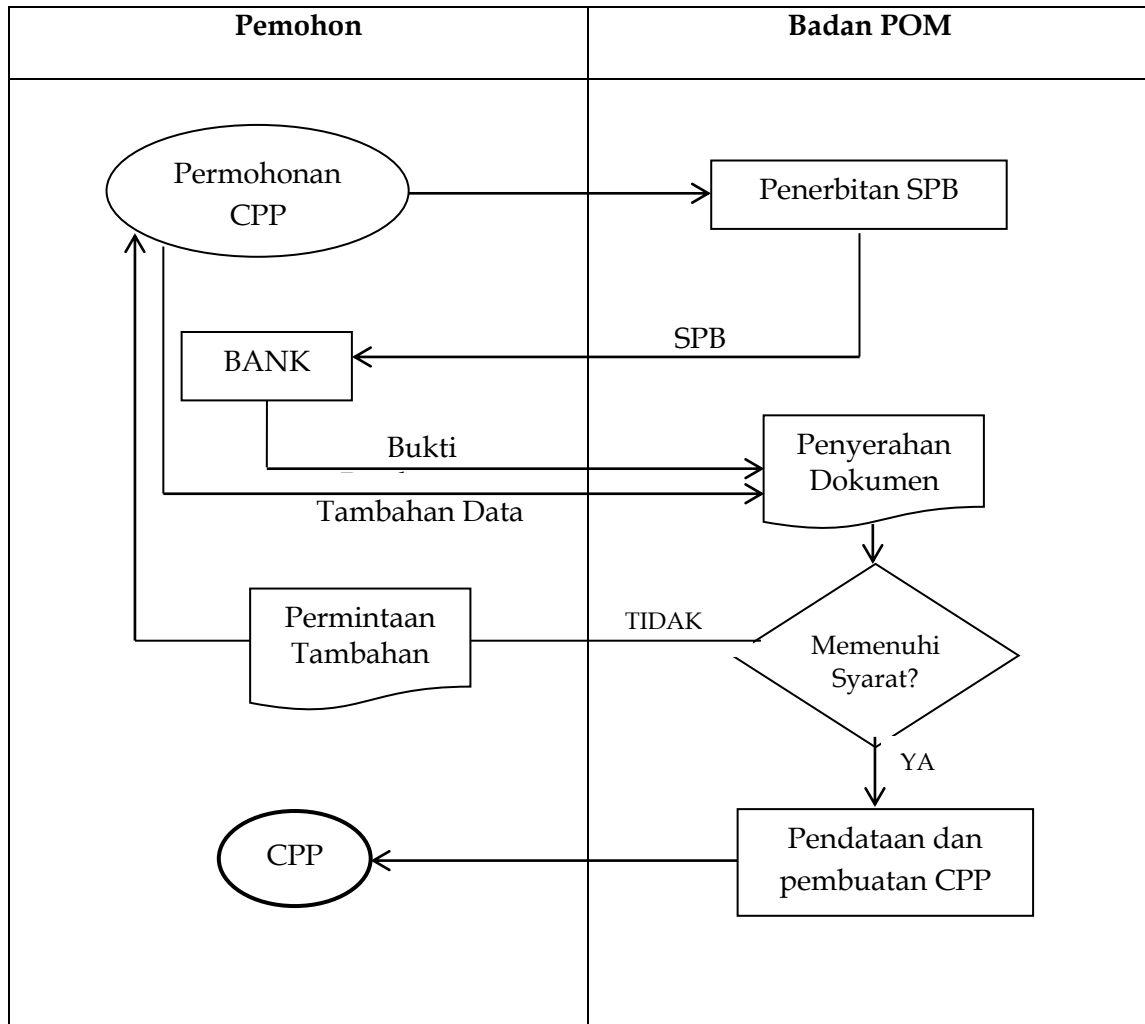 Pemohon
Badan POM
Permohonan
CPP
Penerbitan SPB
SPB
BANK
Bukti
Penyerahan
Dokumen
Tambahan Data
Permintaan
Tambahan
TIDAK
Memenuhi
Syarat?
YA
CPP
Pendataan dan
pembuatan CPP